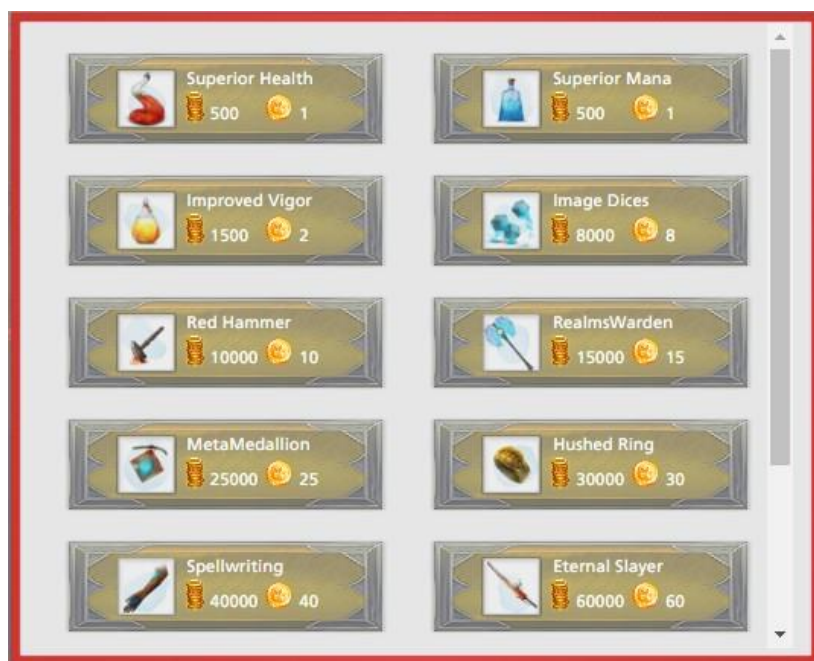 Superior Health
500 1
Superior Mana
500 1
Improved Vigor
1500 2
Image Dices
8000 8
Red Hammer
10000 10
RealmsWarden
15000 15
MetaMedallion
25000 25
Hushed Ring
30000 30
Spellwriting
40000 40
Eternal Slayer
60000 60